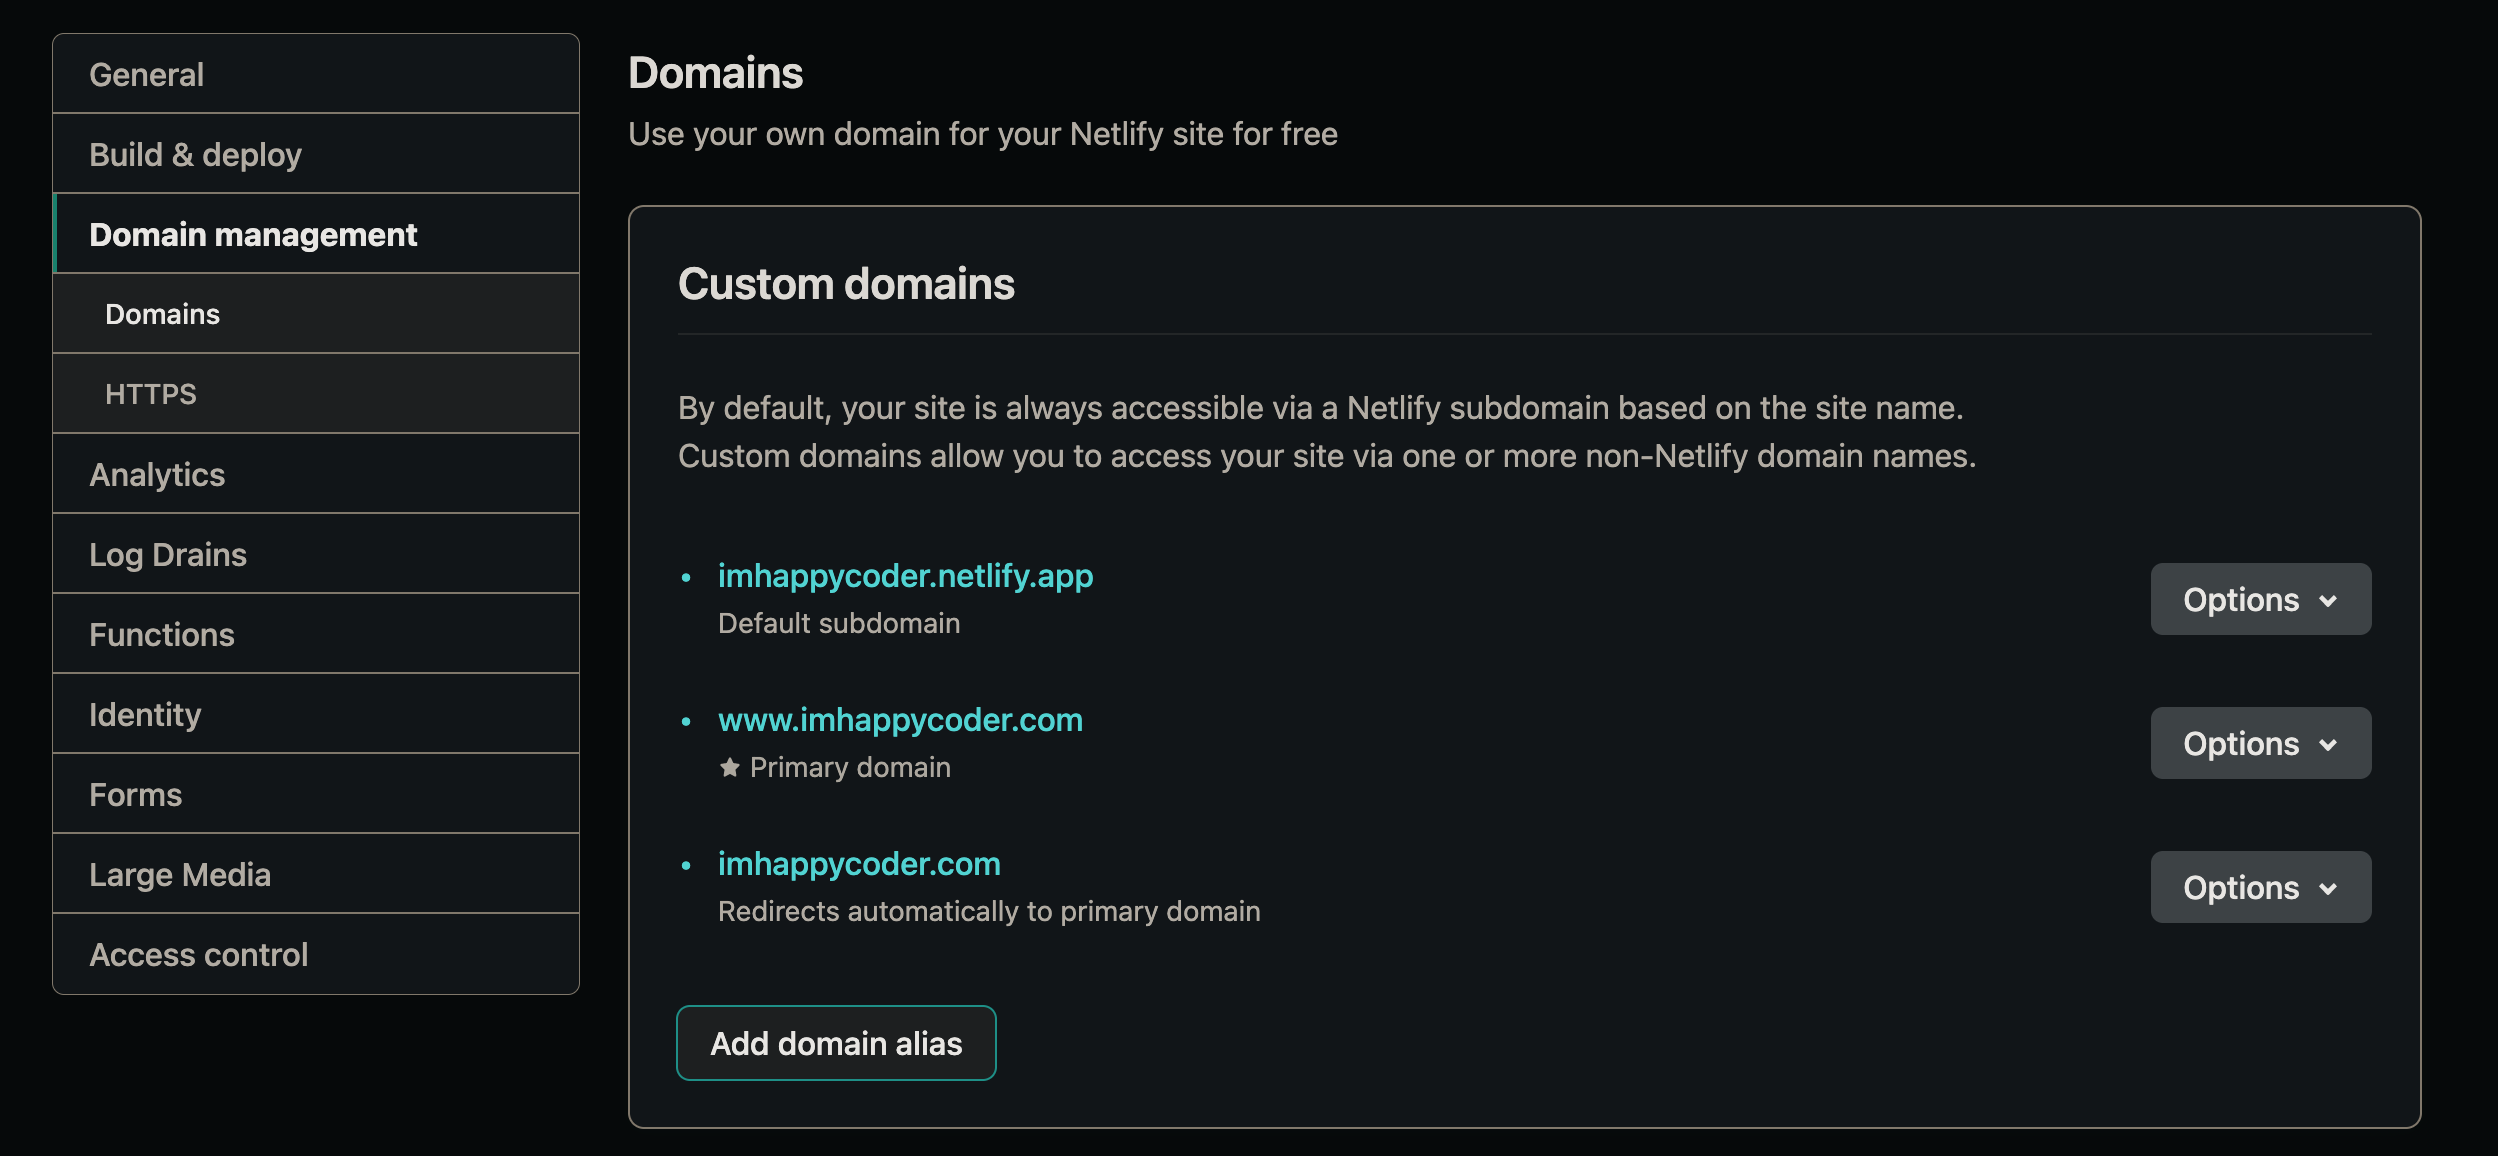 General
Build & deploy
Domain management
Domains
HTTPS
Analytics
Log Drains
Functions
Identity
Forms
Large Media
Access control
Domains
Use your own domain for your Netlify site for free
Custom domains
By default, your site is always accessible via a Netlify subdomain based on the site name.
Custom domains allow you to access your site via one or more non-Netlify domain names.
imhappycoder.netlify.app
Default subdomain
Options
www.imhappycoder.com
Primary domain
Options
imhappycoder.com
Redirects automatically to primary domain
Options
Add domain alias